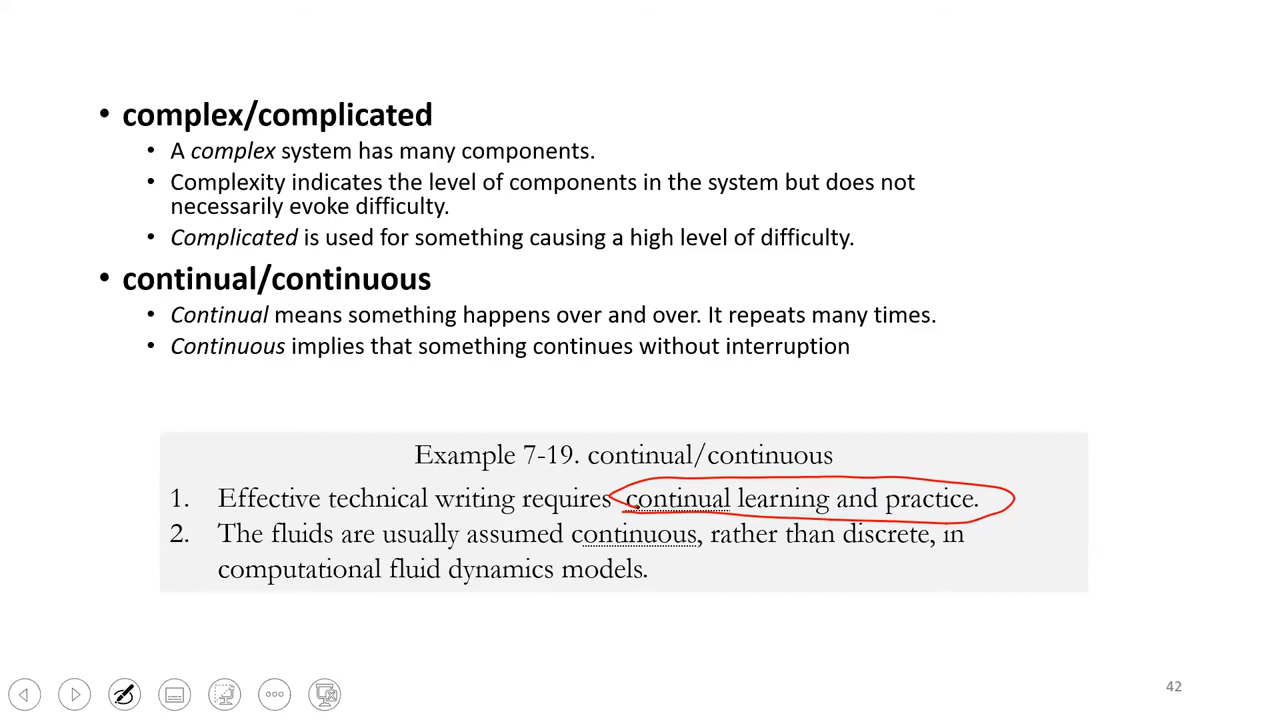 • complex/complicated
• A complex system has many components.
• Complexity indicates the level of components in the system but does not
necessarily evoke difficulty.
• Complicated is used for something causing a high level of difficulty.
• continual/continuous
• Continual means something happens over and over. It repeats many times.
• Continuous implies that something continues without interruption
Example 7-19. continual/continuous
1. Effective technical writing requires continual learning and practice.
2. The fluids are usually assumed continuous, rather than discrete, in
computational fluid dynamics models.
42